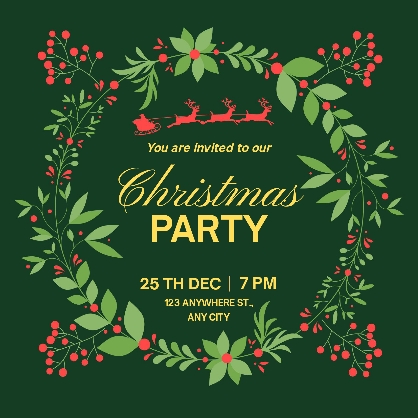 You are invited to our
Christmas
PARTY
25 TH DEC | 7 PM
123 ANYWHERE ST.,
ANY CITY